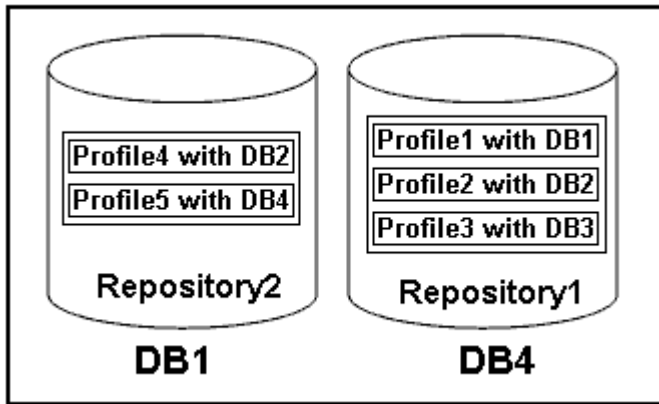 Profile4 with DB2
Profile5 with DB4
Repository2
DB1
Profile1 with DB1
Profile2 with DB2
Profile3 with DB3
Repository1
DB4